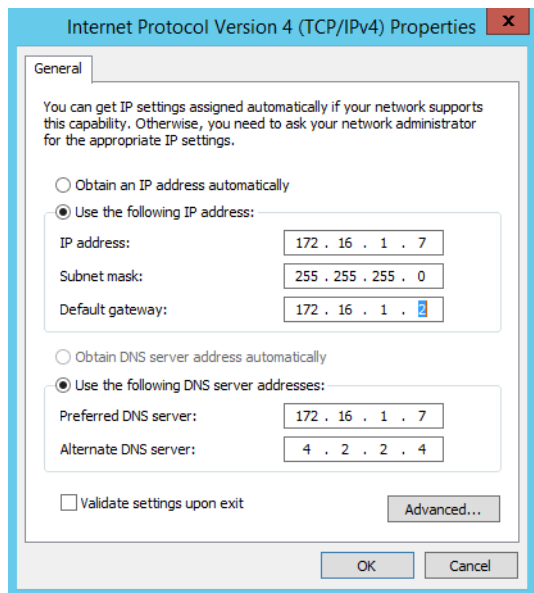 Internet Protocol Version 4 (TCP/IPv4) Properties
x
General
You can get IP settings assigned automatically if your network supports
this capability. Otherwise, you need to ask your network administrator
for the appropriate IP settings.
Obtain an IP address automatically
Use the following IP address:
IP address: 172 . 16 . 1 . 7
Subnet mask: 255 . 255 . 255 . 0
Default gateway: 172 . 16 . 1 . 2
Obtain DNS server address automatically
Use the following DNS server addresses:
Preferred DNS server: 172 . 16 . 1 . 7
Alternate DNS server: 4 . 2 . 2 . 4
Validate settings upon exit
Advanced...
OK Cancel